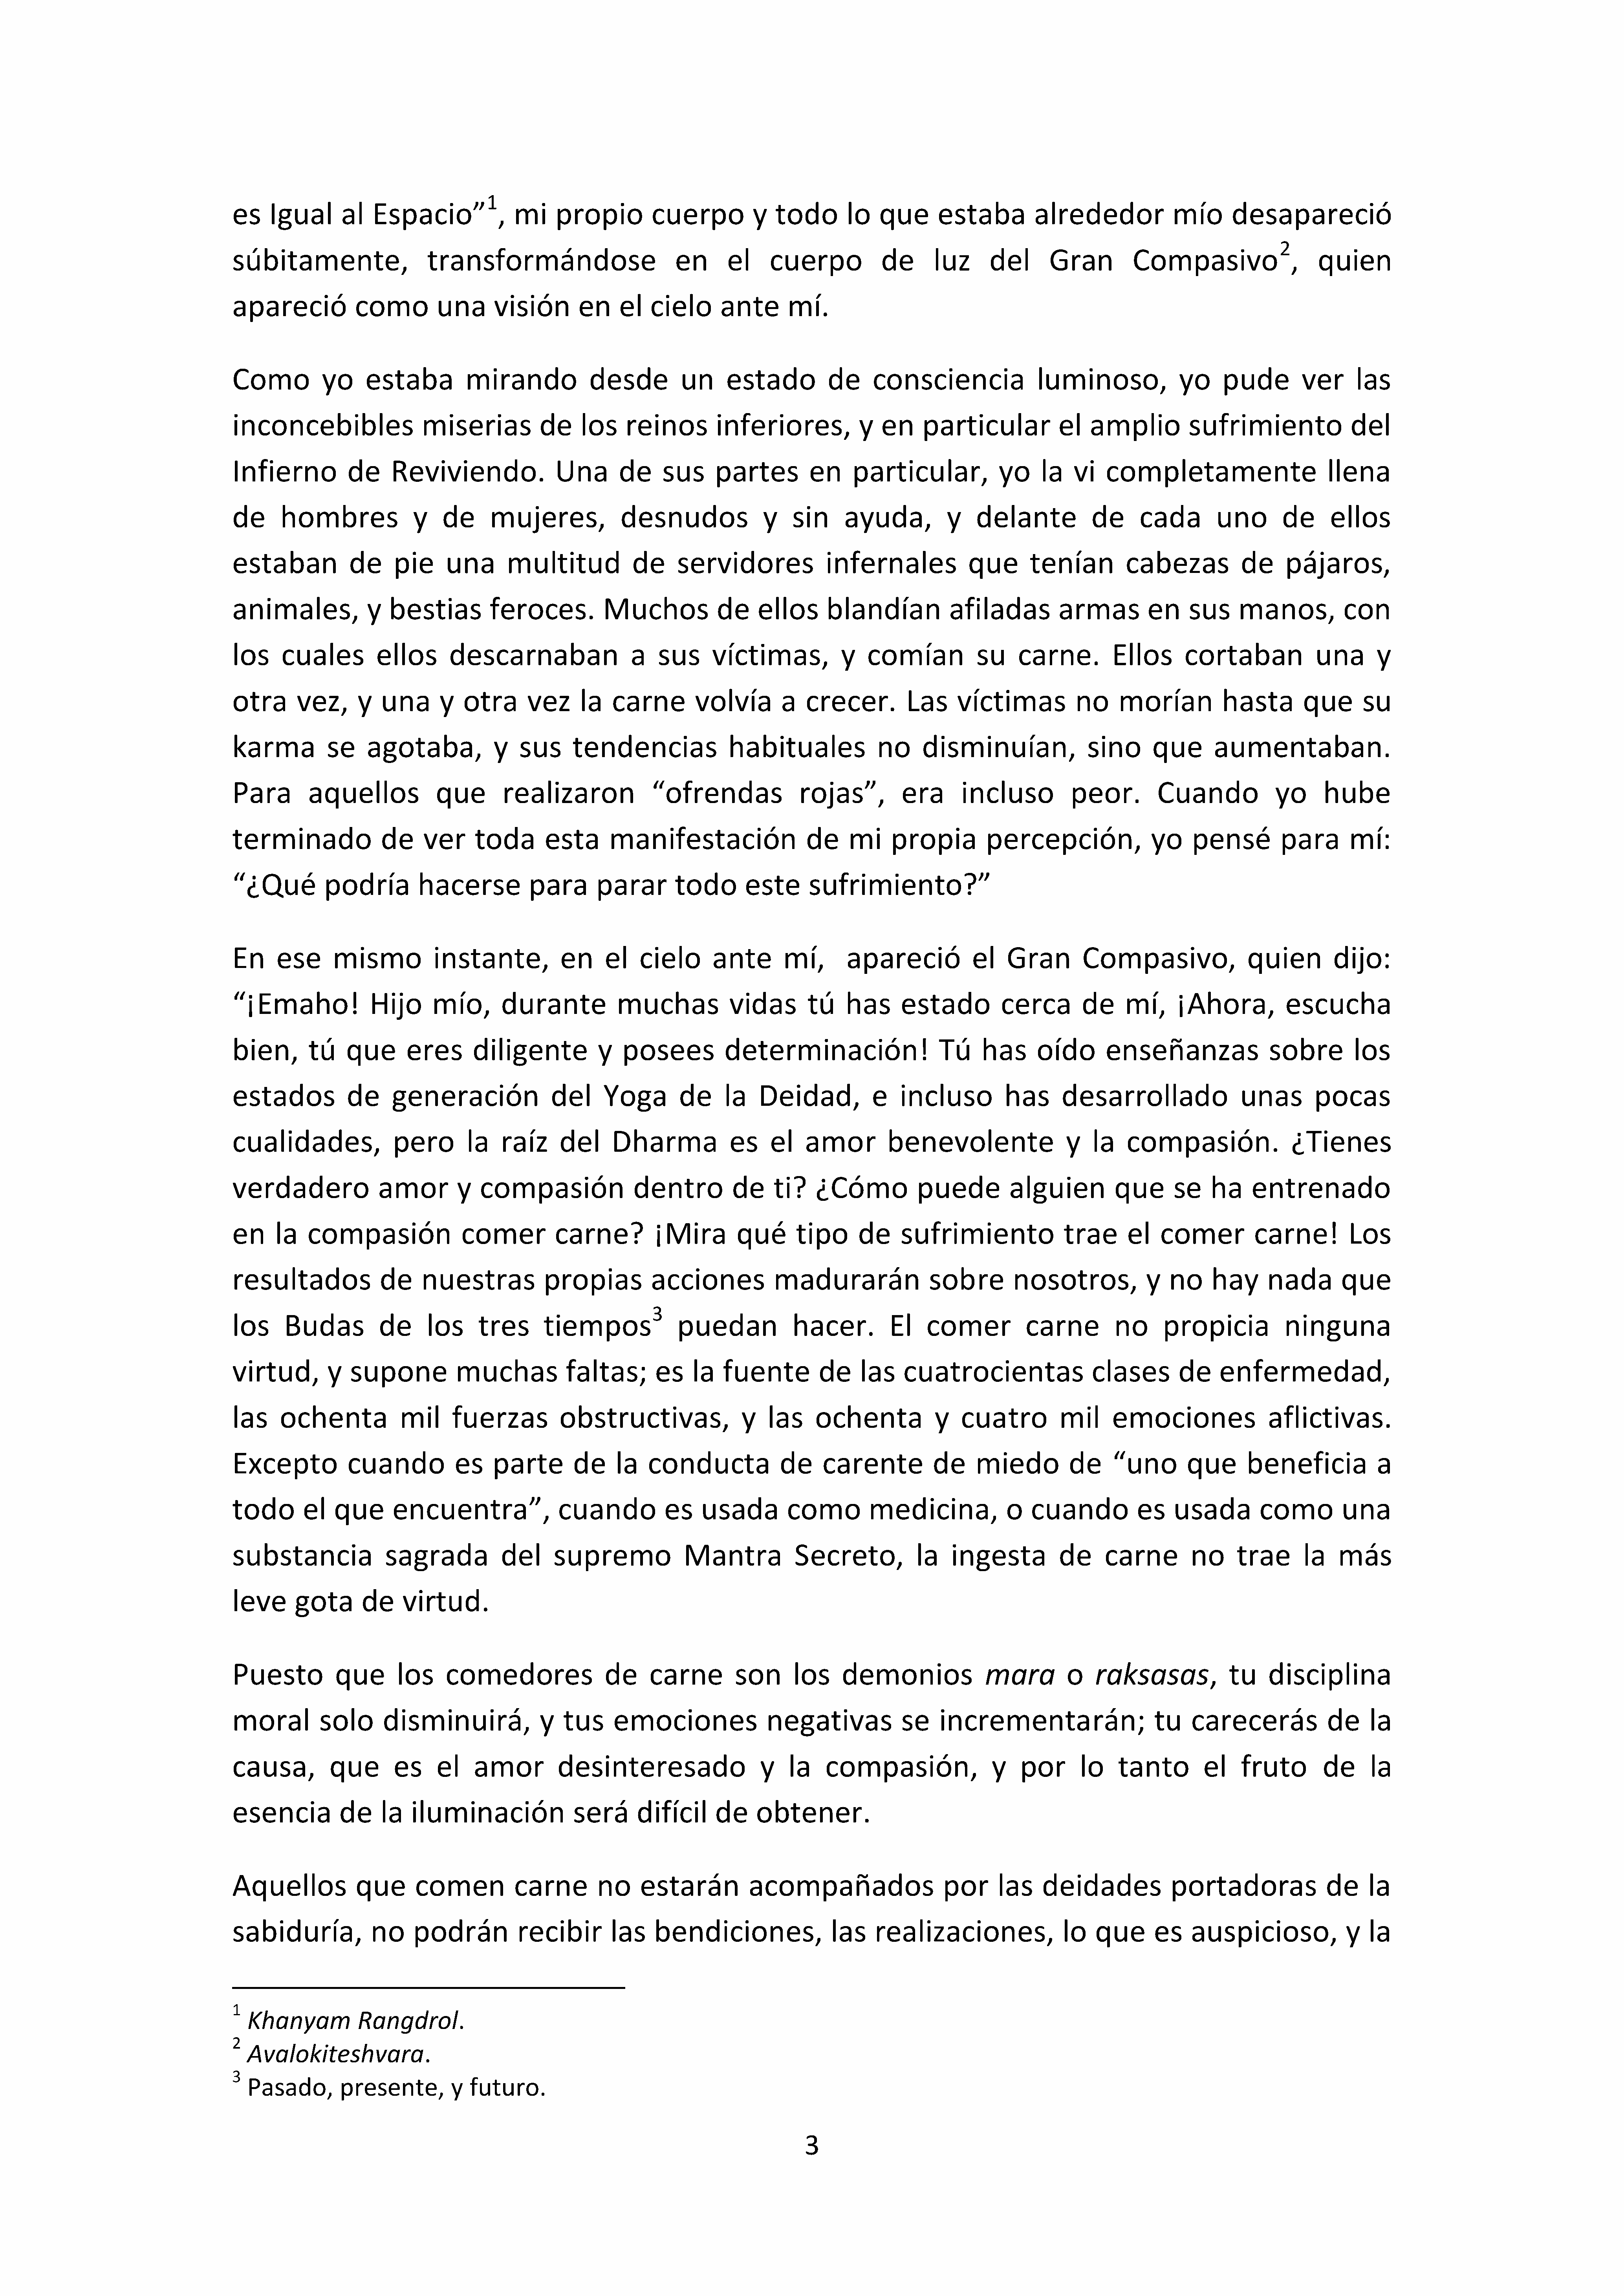 es Igual al Espacio”1, mi propio cuerpo y todo lo que estaba alrededor mío desapareció
súbitamente, transformándose en el cuerpo de luz del Gran Compasivo2, quien
apareció como una visión en el cielo ante mí.
Como yo estaba mirando desde un estado de consciencia luminoso, yo pude ver las
inconcebibles miserias de los reinos inferiores, y en particular el amplio sufrimiento del
Infierno de Reviviendo. Una de sus partes en particular, yo la vi completamente llena
de hombres y de mujeres, desnudos y sin ayuda, y delante de cada uno de ellos
estaban de pie una multitud de servidores infernales que tenían cabezas de pájaros,
animales, y bestias feroces. Muchos de ellos blandían afiladas armas en sus manos, con
los cuales ellos descarnaban a sus víctimas, y comían su carne. Ellos cortaban una y
otra vez, y una y otra vez la carne volvía a crecer. Las víctimas no morían hasta que su
karma se agotaba, y sus tendencias habituales no disminuían, sino que aumentaban.
Para aquellos que realizaron “ofrendas rojas”, era incluso peor. Cuando yo hube
terminado de ver toda esta manifestación de mi propia percepción, yo pensé para mí:
“¿Qué podría hacerse para parar todo este sufrimiento?”
En ese mismo instante, en el cielo ante mí, apareció el Gran Compasivo, quien dijo:
“¡Emaho! Hijo mío, durante muchas vidas tú has estado cerca de mí, ¡Ahora, escucha
bien, tú que eres diligente y posees determinación! Tú has oído enseñanzas sobre los
estados de generación del Yoga de la Deidad, e incluso has desarrollado unas pocas
cualidades, pero la raíz del Dharma es el amor benevolente y la compasión. ¿Tienes
verdadero amor y compasión dentro de ti? ¿Cómo puede alguien que se ha entrenado
en la compasión comer carne? ¡Mira qué tipo de sufrimiento trae el comer carne! Los
resultados de nuestras propias acciones madurarán sobre nosotros, y no hay nada que
los Budas de los tres tiempos3 puedan hacer. El comer carne no propicia ninguna
virtud, y supone muchas faltas; es la fuente de las cuatrocientas clases de enfermedad,
las ochenta mil fuerzas obstructivas, y las ochenta y cuatro mil emociones aflictivas.
Excepto cuando es parte de la conducta de carente de miedo de “uno que beneficia a
todo el que encuentra”, cuando es usada como medicina, o cuando es usada como una
substancia sagrada del supremo Mantra Secreto, la ingesta de carne no trae la más
leve gota de virtud.
Puesto que los comedores de carne son los demonios mara o raksasas, tu disciplina
moral solo disminuirá, y tus emociones negativas se incrementarán; tu carecerás de la
causa, que es el amor desinteresado y la compasión, y por lo tanto el fruto de la
esencia de la iluminación será difícil de obtener.
Aquellos que comen carne no estarán acompañados por las deidades portadoras de la
sabiduría, no podrán recibir las bendiciones, las realizaciones, lo que es auspicioso, y la
1 Khanyam Rangdrol.
2 Avalokiteshvara.
3 Pasado, presente, y futuro.
3